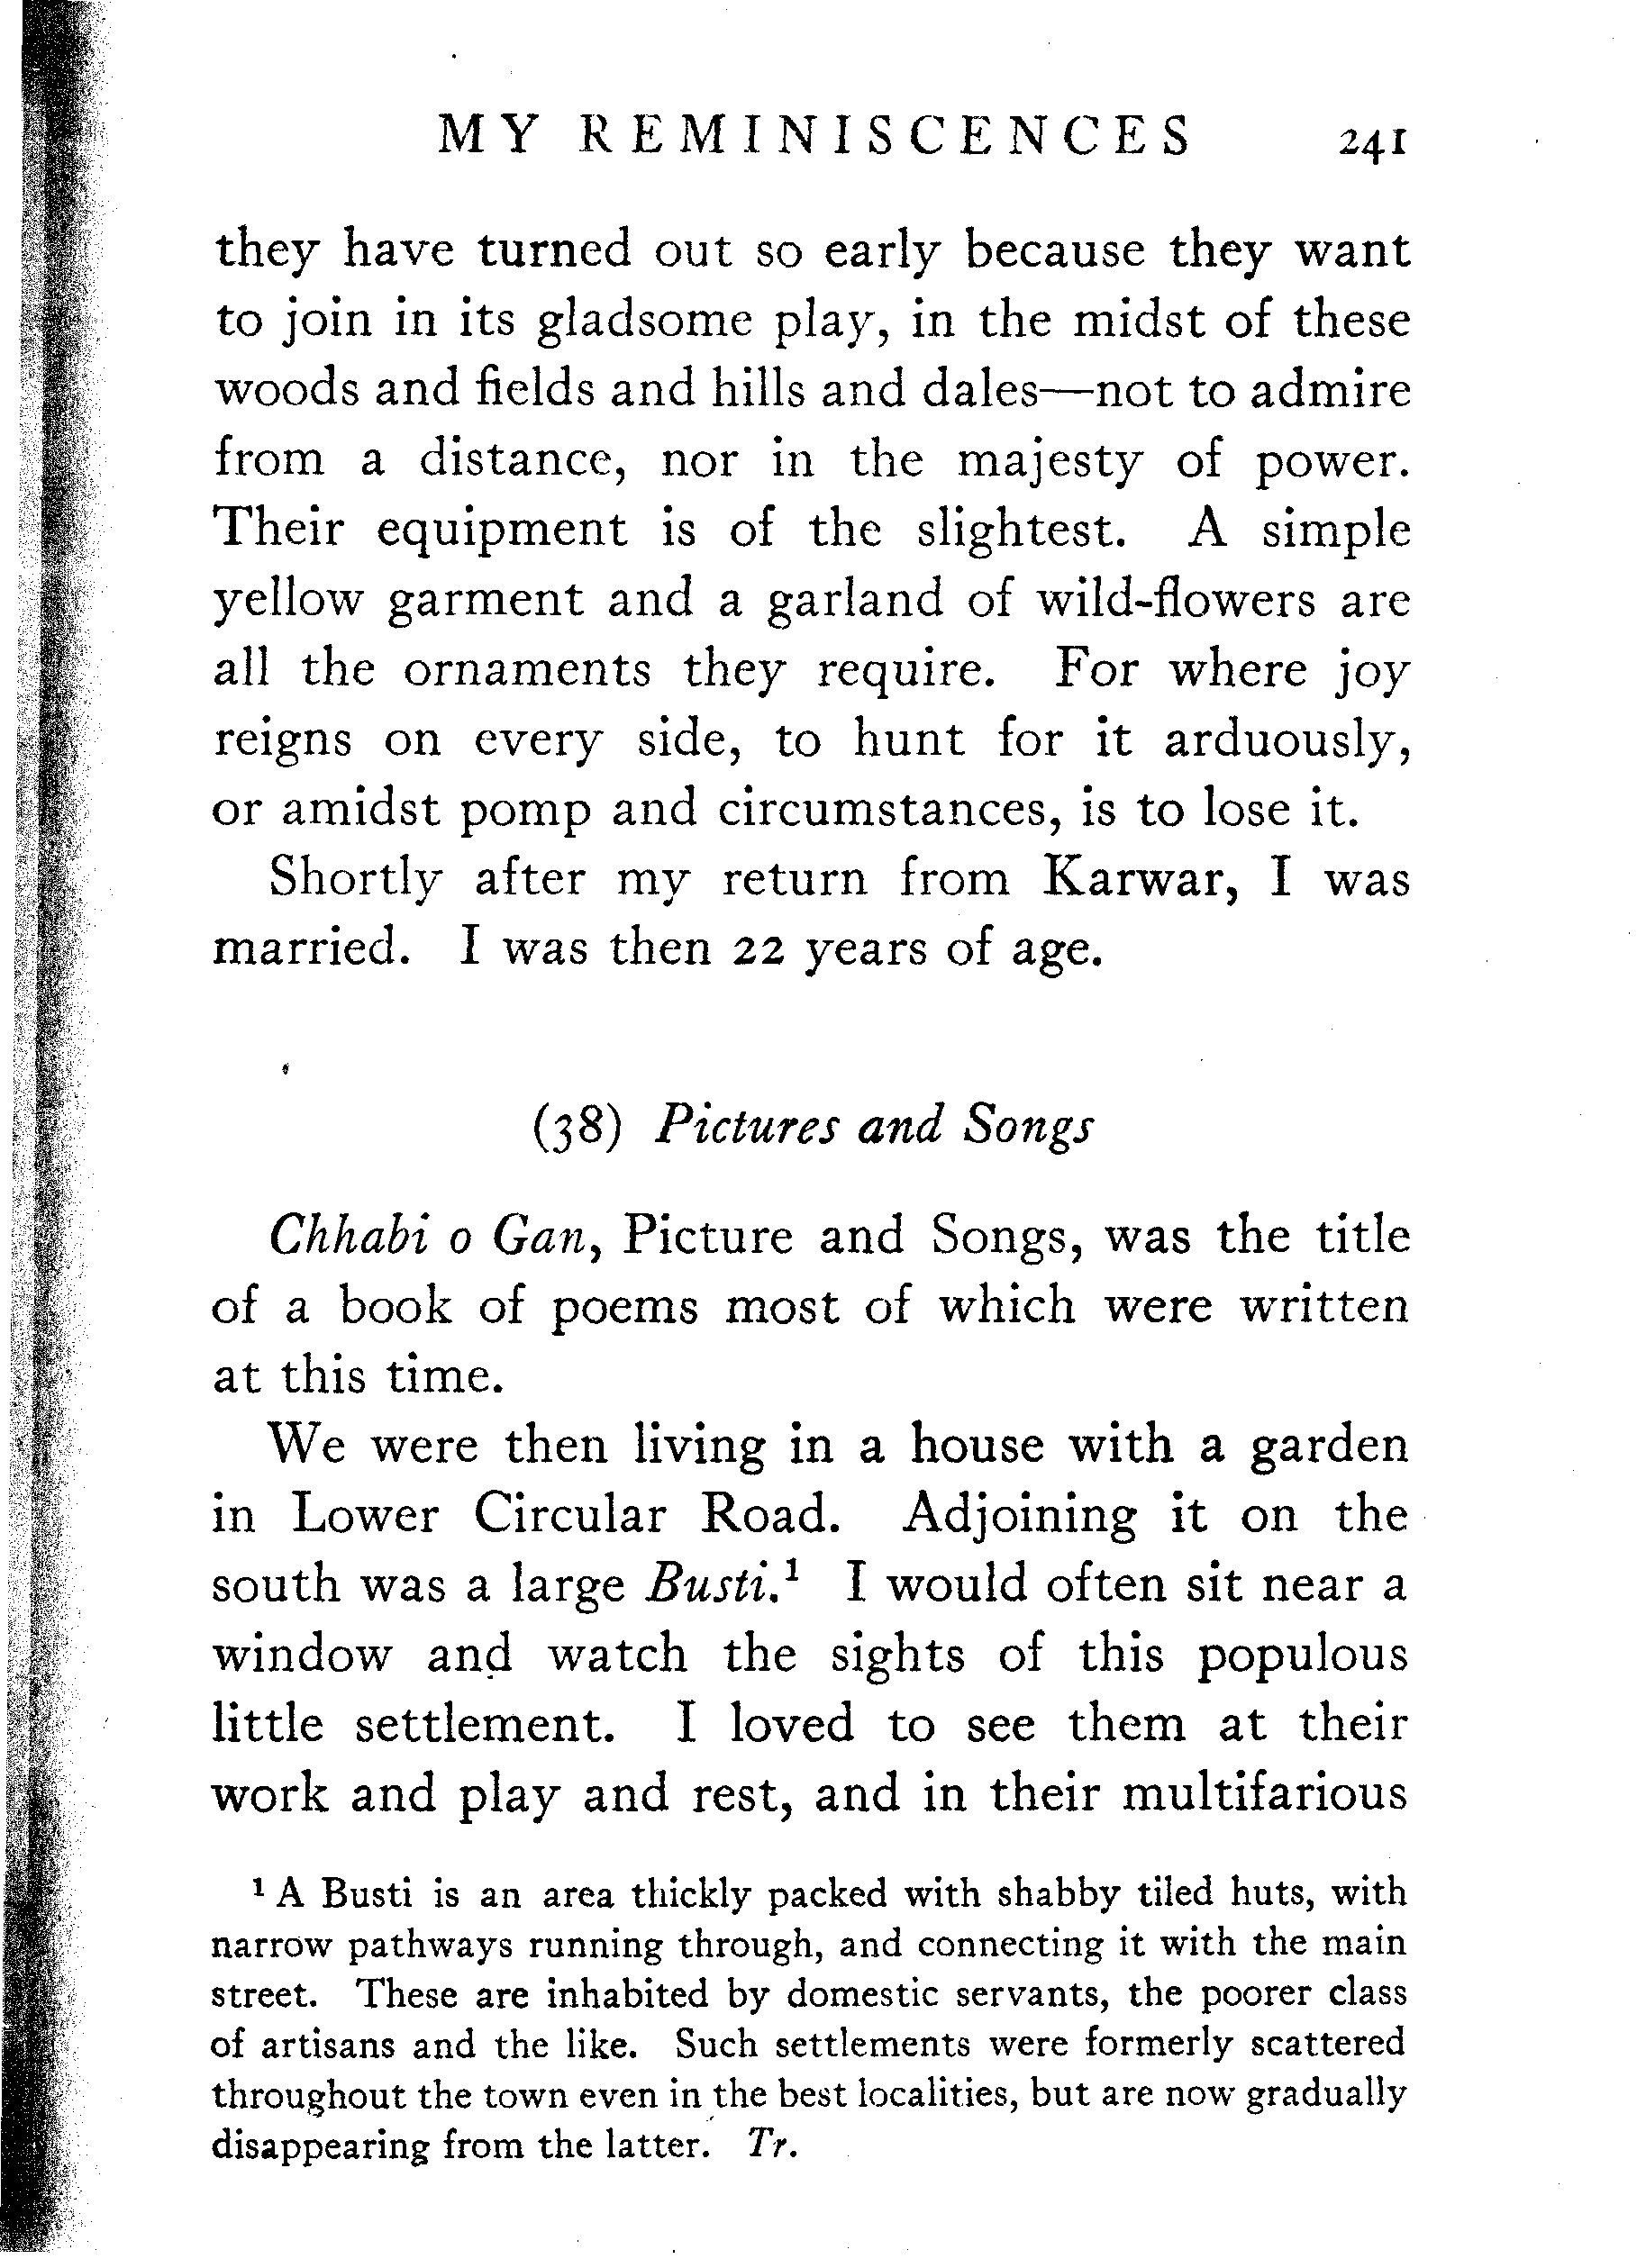 MY REMINISCENCES 241
they have turned out so early because they want
to join in its gladsome play, in the midst of these
woods and fields and hills and dales—not to admire
from a distance, nor in the majesty of power.
Their equipment is of the slightest. A simple
yellow garment and a garland of wild-flowers are
all the ornaments they require. For where joy
reigns on every side, to hunt for it arduously,
or amidst pomp and circumstances, is to lose it.
Shortly after my return from Karwar, I was
married. I was then 22 years of age.
(38) Pictures and Songs
Chhabi o Gan, Picture and Songs, was the title
of a book of poems most of which were written
at this time.
We were then living in a house with a garden
in Lower Circular Road. Adjoining it on the
south was a large Busti.¹ I would often sit near a
window and watch the sights of this populous
little settlement. I loved to see them at their
work and play and rest, and in their multifarious
¹ A Busti is an area thickly packed with shabby tiled huts, with
narrow pathways running through, and connecting it with the main
street. These are inhabited by domestic servants, the poorer class
of artisans and the like. Such settlements were formerly scattered
throughout the town even in the best localities, but are now gradually
disappearing from the latter. Tr.